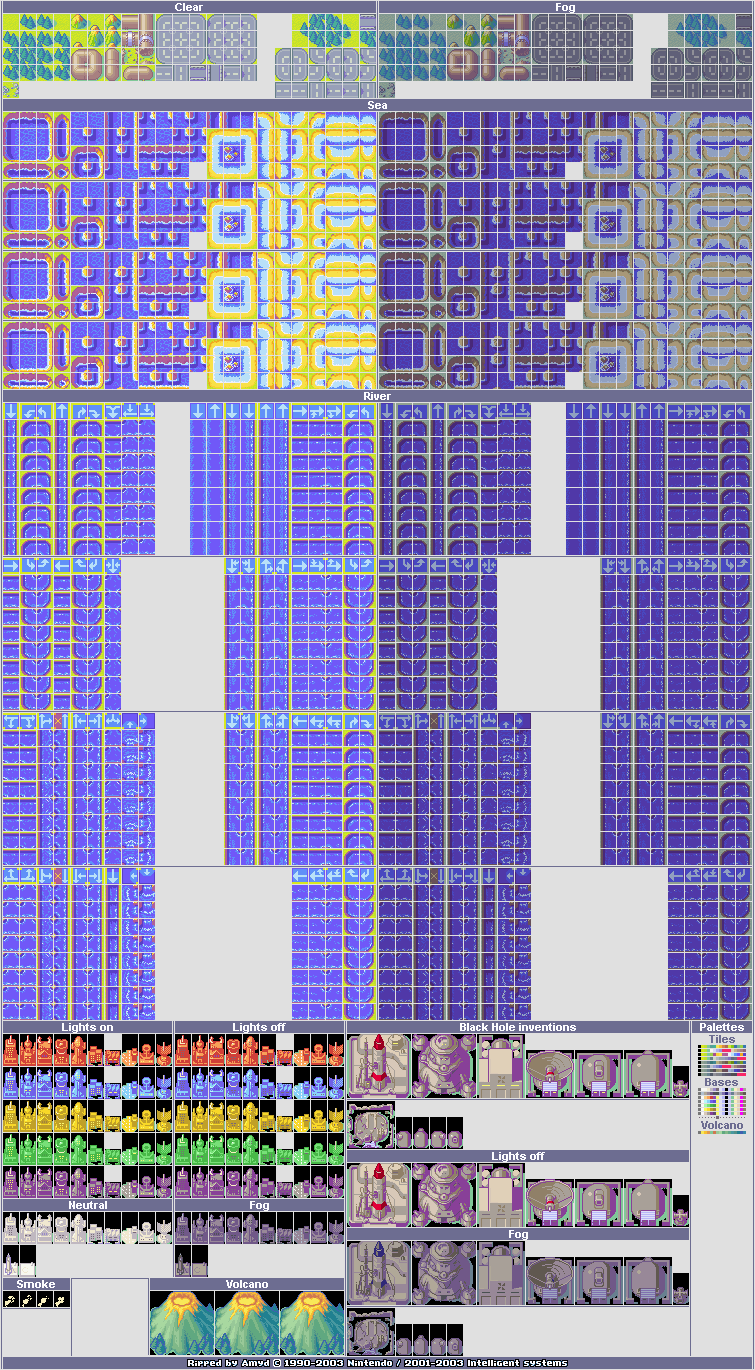 Clear
Fog
Sea
River
Lights on
Lights off
Black Hole inventions
Palettes
Tiles
Bases
Volcano
Lights off
Neutral
Fog
Fog
Smoke
Volcano
Ripped by Amyd © 1990-2003 Nintendo / 2001-2003 Intelligent systems